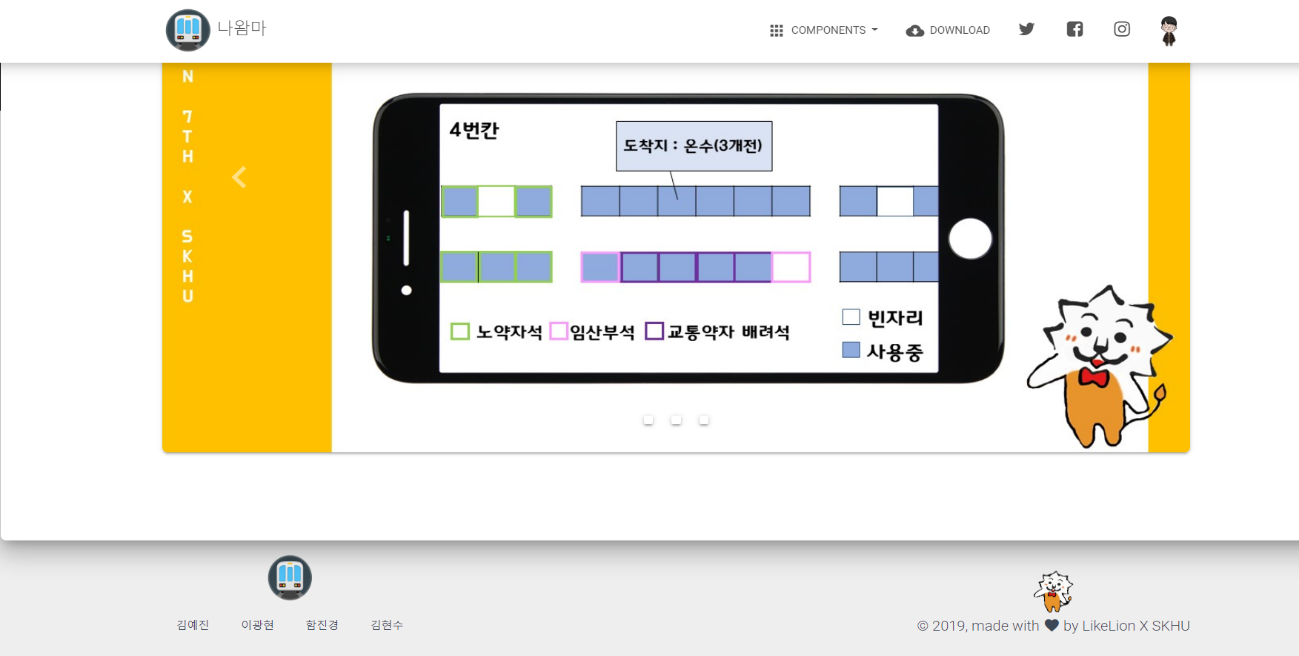 나왐마
COMPONENTS
DOWNLOAD
N 7TH X SKHU
4번칸
도착지 : 온수(3개전)
노약자석 임산부석 교통약자 배려석
빈자리
사용중
김예진 이광현 함진경 김현수
© 2019, made with by LikeLion X SKHU